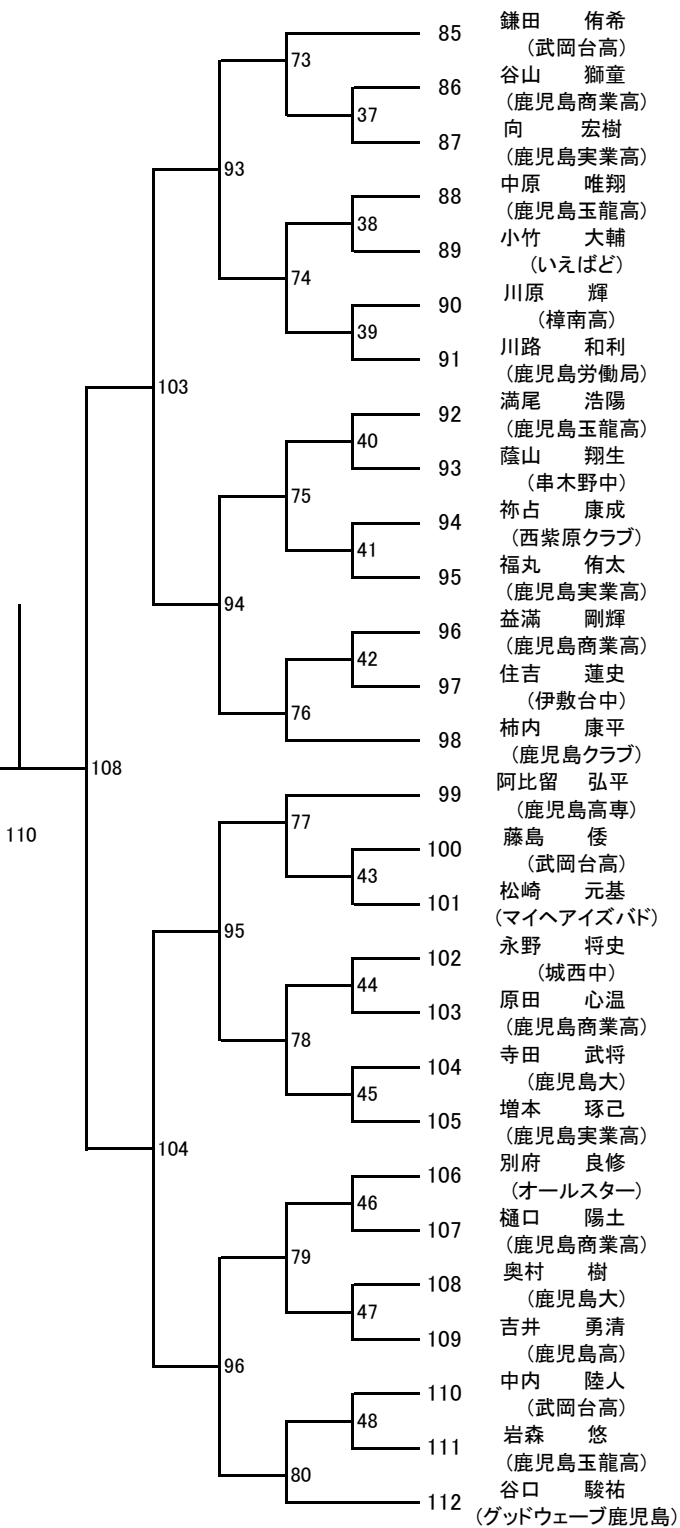 85 鎌田 侑希
(武岡台高)
73
86 谷山 獅童
(鹿児島商業高)
37
87 向 宏樹
(鹿児島実業高)
93
88 中原 唯翔
(鹿児島玉龍高)
38
89 小竹 大輔
(いえばど)
74
90 川原 輝
(樟南高)
39
91 川路 和利
(鹿児島労働局)
103
92 満尾 浩陽
(鹿児島玉龍高)
40
93 蔭山 翔生
(串木野中)
75
94 祢占 康成
(西紫原クラブ)
41
95 福丸 侑太
(鹿児島実業高)
94
96 益滿 剛輝
(鹿児島商業高)
42
97 住吉 蓮史
(伊敷台中)
76
98 柿内 康平
(鹿児島クラブ)
108
99 阿比留 弘平
(鹿児島高専)
77
110
100 藤島 倭
(武岡台高)
43
101 松崎 元基
(マイヘアイズバド)
95
102 永野 将史
(城西中)
44
103 原田 心温
(鹿児島商業高)
78
104 寺田 武将
(鹿児島大)
45
105 増本 琢己
(鹿児島実業高)
104
106 別府 良修
(オールスター)
46
107 樋口 陽土
(鹿児島商業高)
79
108 奥村 樹
(鹿児島大)
47
109 吉井 勇清
(鹿児島高)
96
110 中内 陸人
(武岡台高)
48
111 岩森 悠
(鹿児島玉龍高)
80
112 谷口 駿祐
(グッドウェーブ鹿児島)